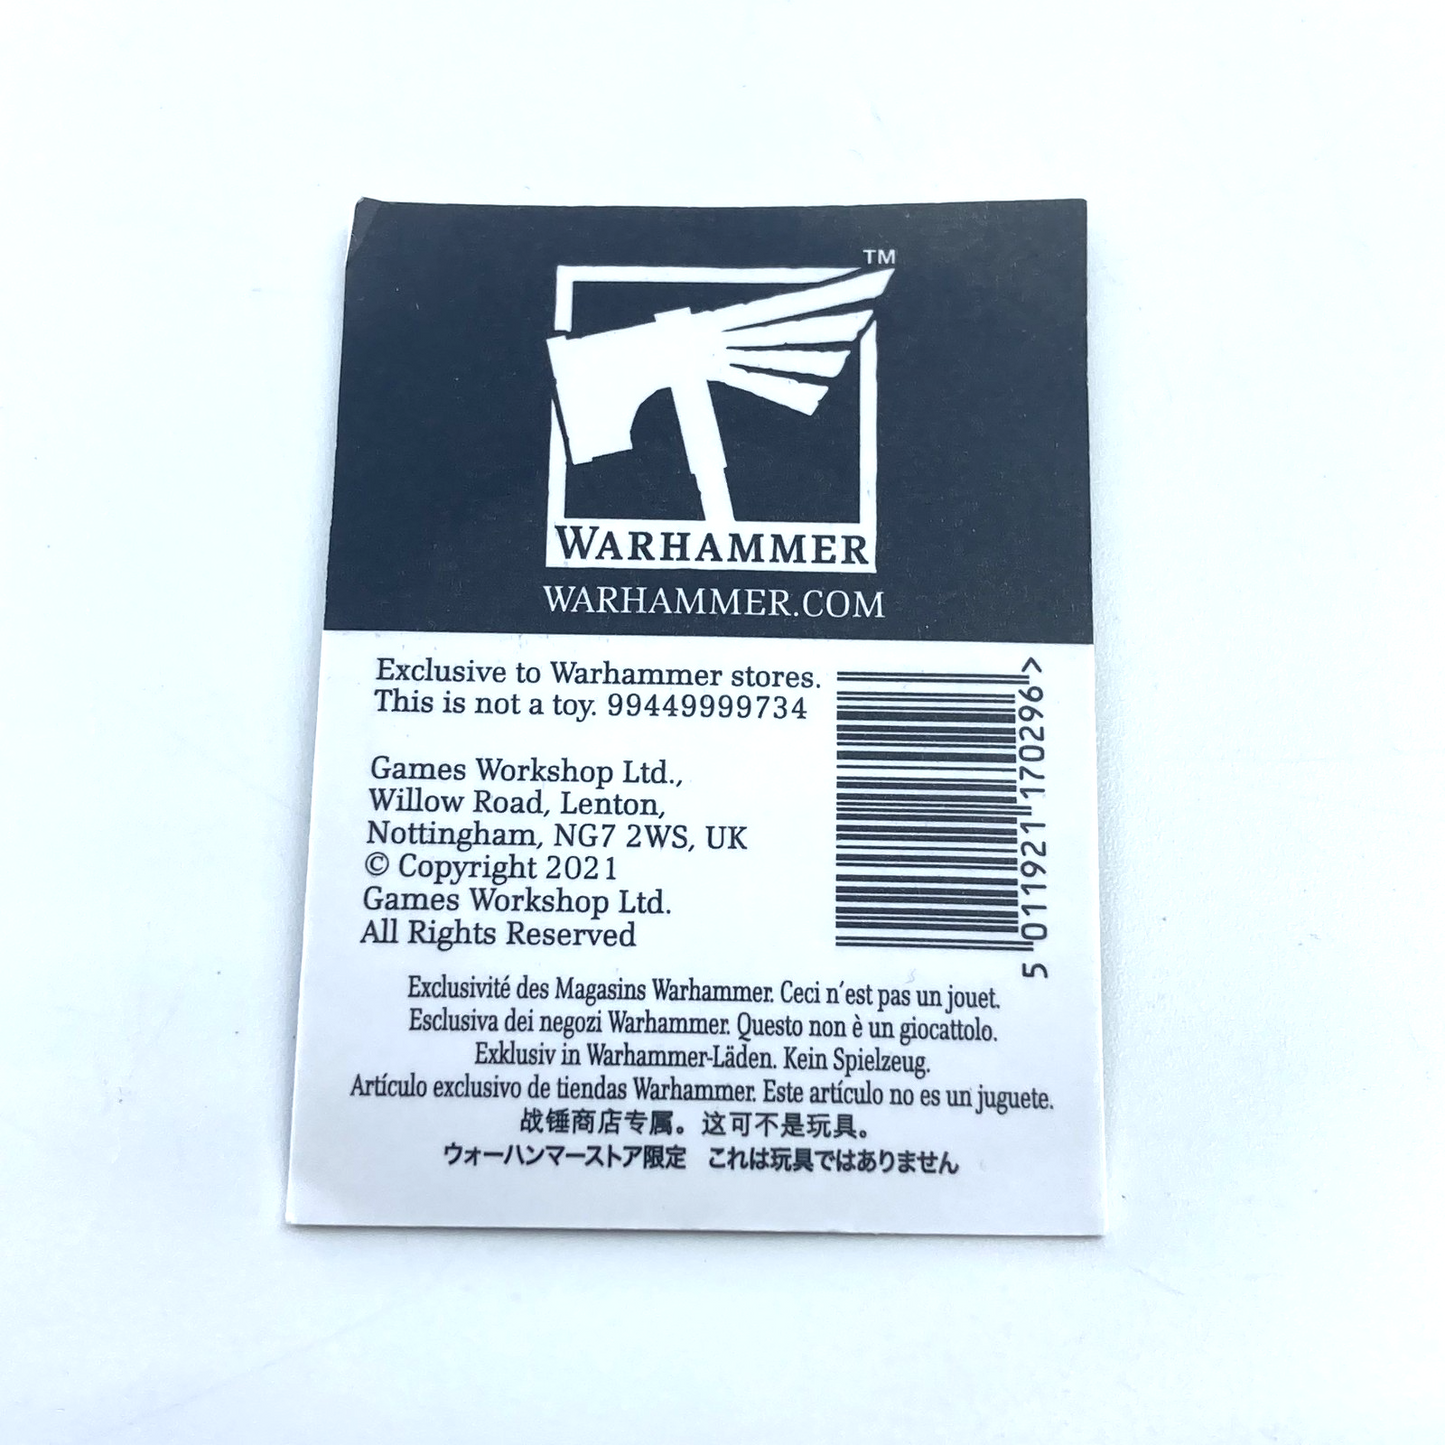 TM
WARHAMMER
WARHAMMER.COM
Exclusive to Warhammer stores.
This is not a toy. 99449999734
Games Workshop Ltd.,
Willow Road, Lenton,
Nottingham, NG7 2WS, UK
© Copyright 2021
Games Workshop Ltd.
All Rights Reserved
5 011921 170296 >
Exclusivité des Magasins Warhammer. Ceci n'est pas un jouet.
Esclusiva dei negozi Warhammer. Questo non è un giocattolo.
Exklusiv in Warhammer-Läden. Kein Spielzeug.
Artículo exclusivo de tiendas Warhammer. Este artículo no es un juguete.
战锤商店专属。这可不是玩具。
ウォーハンマーストア限定 これは玩具ではありません